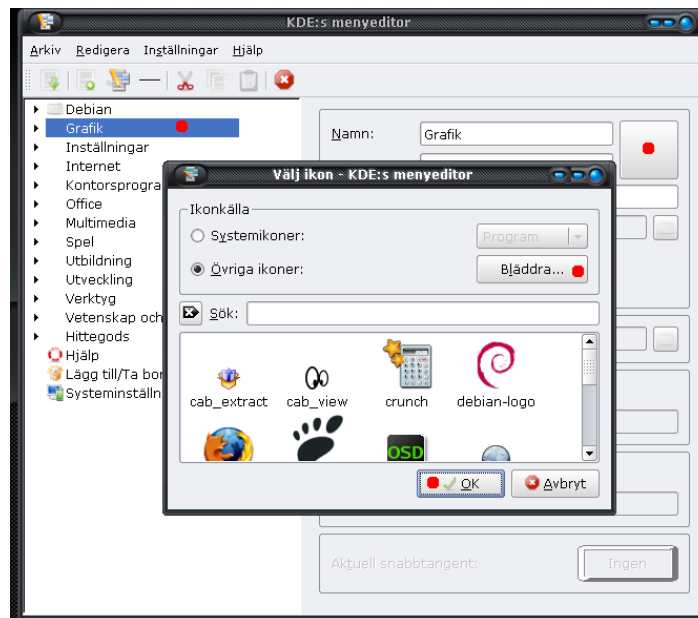 KDE:s menyeditor
Arkiv Redigera Inställningar Hjälp
Debian
Grafik
Inställningar
Internet
Kontorsprogra
Office
Multimedia
Spel
Utbildning
Utveckling
Verktyg
Vetenskap och
Hittegods
Hjälp
Lägg till/Ta bor
Systeminställn
Namn: Grafik
Välj ikon - KDE:s menyeditor
Ikonkälla
Systemikoner: Program
Övriga ikoner: Bläddra...
Sök:
cab_extract cab_view crunch debian-logo
OSD
OK Avbryt
Aktuell snabbtangent: Ingen